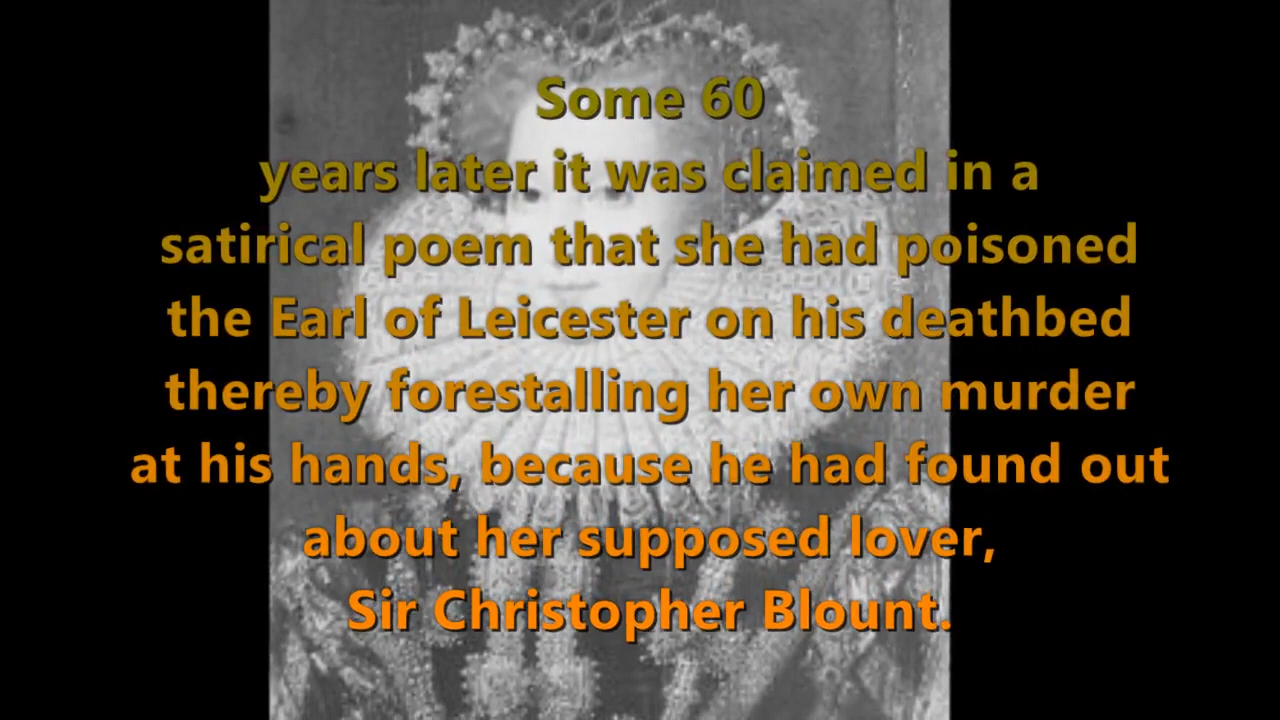 Some 60
years later it was claimed in a
satirical poem that she had poisoned
the Earl of Leicester on his deathbed
thereby forestalling her own murder
at his hands, because he had found out
about her supposed lover,
Sir Christopher Blount.